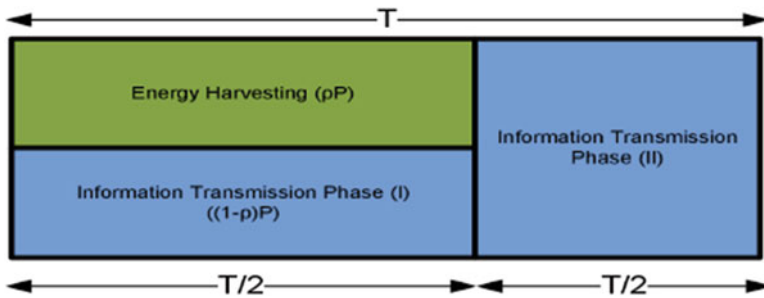 T
Energy Harvesting (ρP)
Information Transmission Phase (I)
((1-ρ)P)
Information Transmission
Phase (II)
T/2
T/2